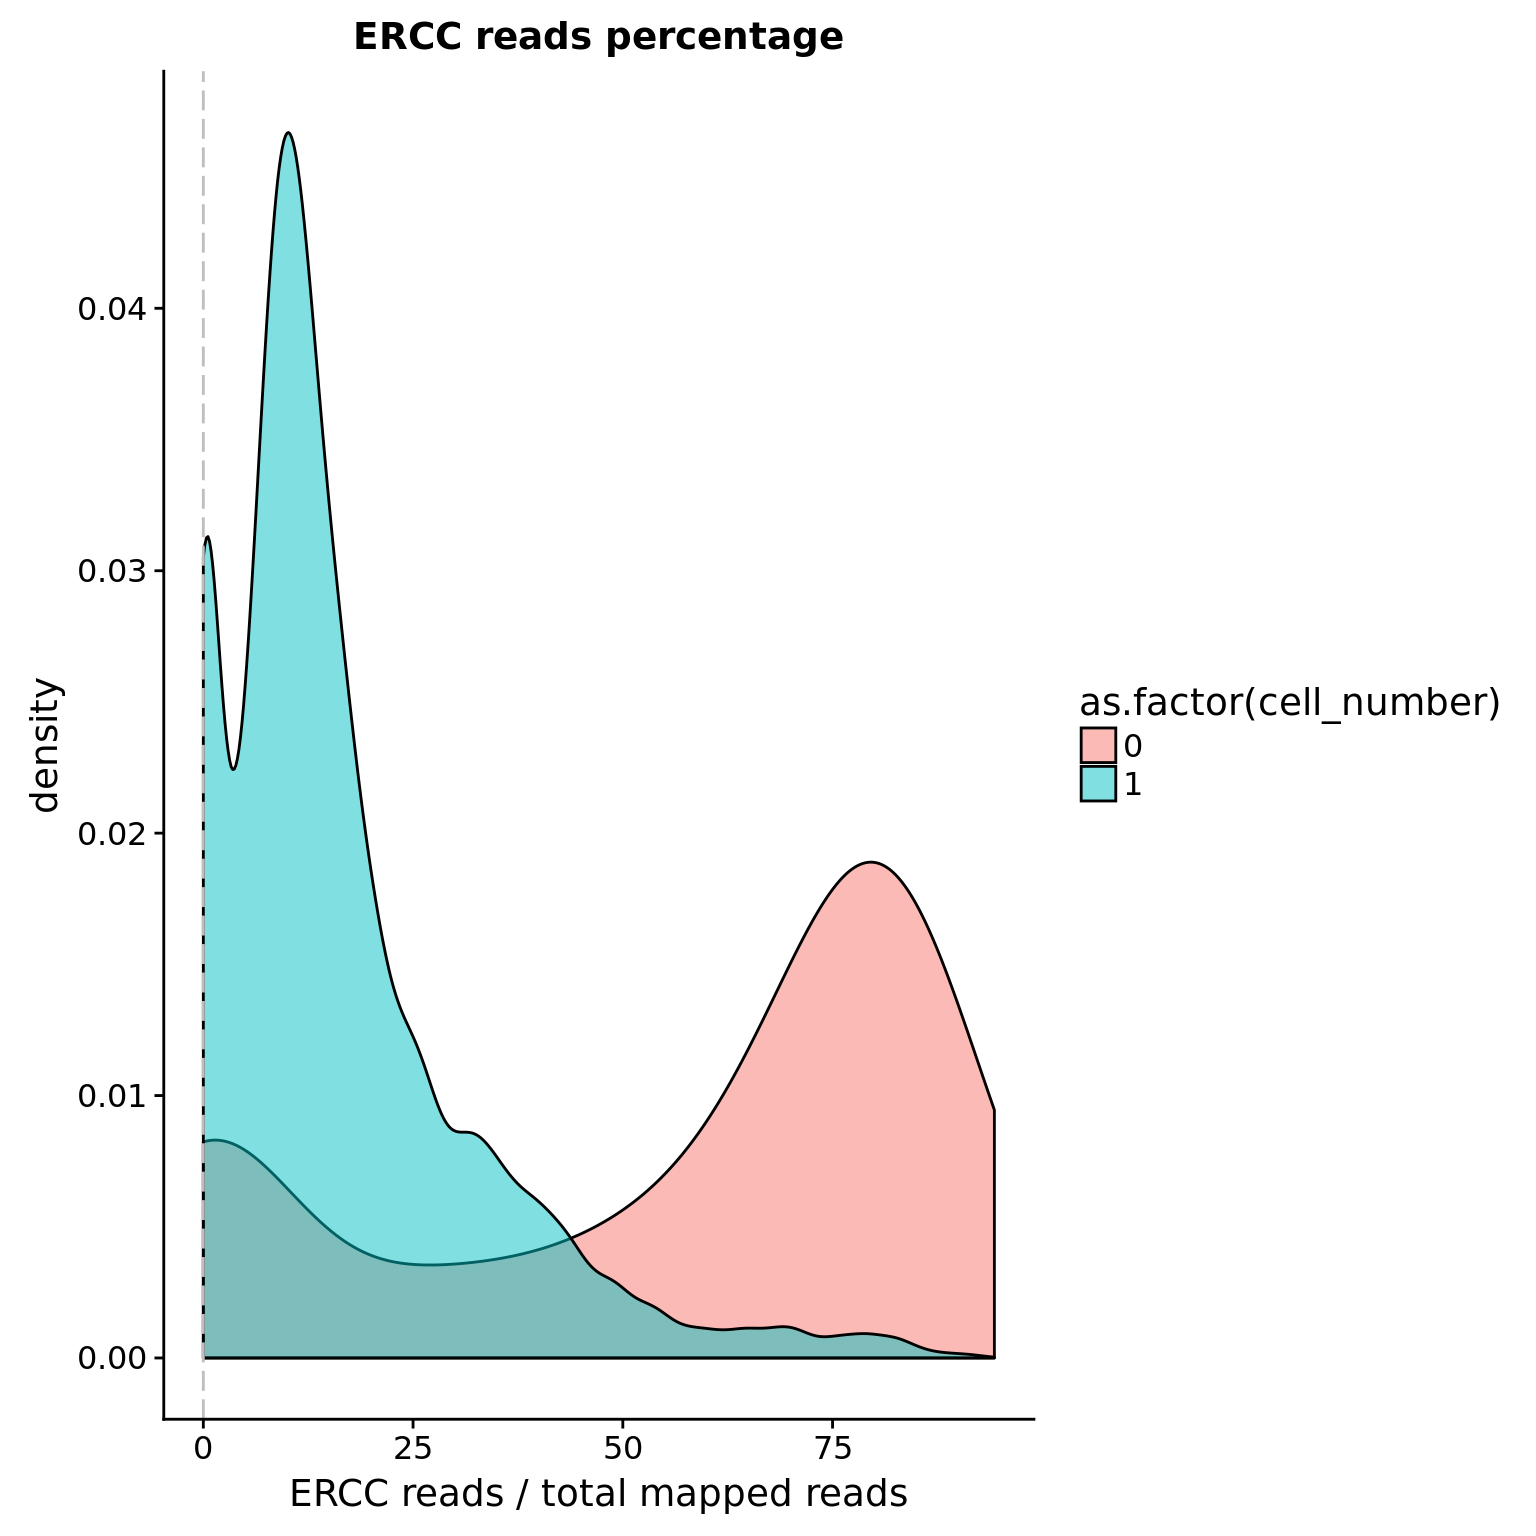 ERCC reads percentage
0.04
0.03
0.02
0.01
0.00
density
0 25 50 75
ERCC reads / total mapped reads
as.factor(cell_number)
0
1